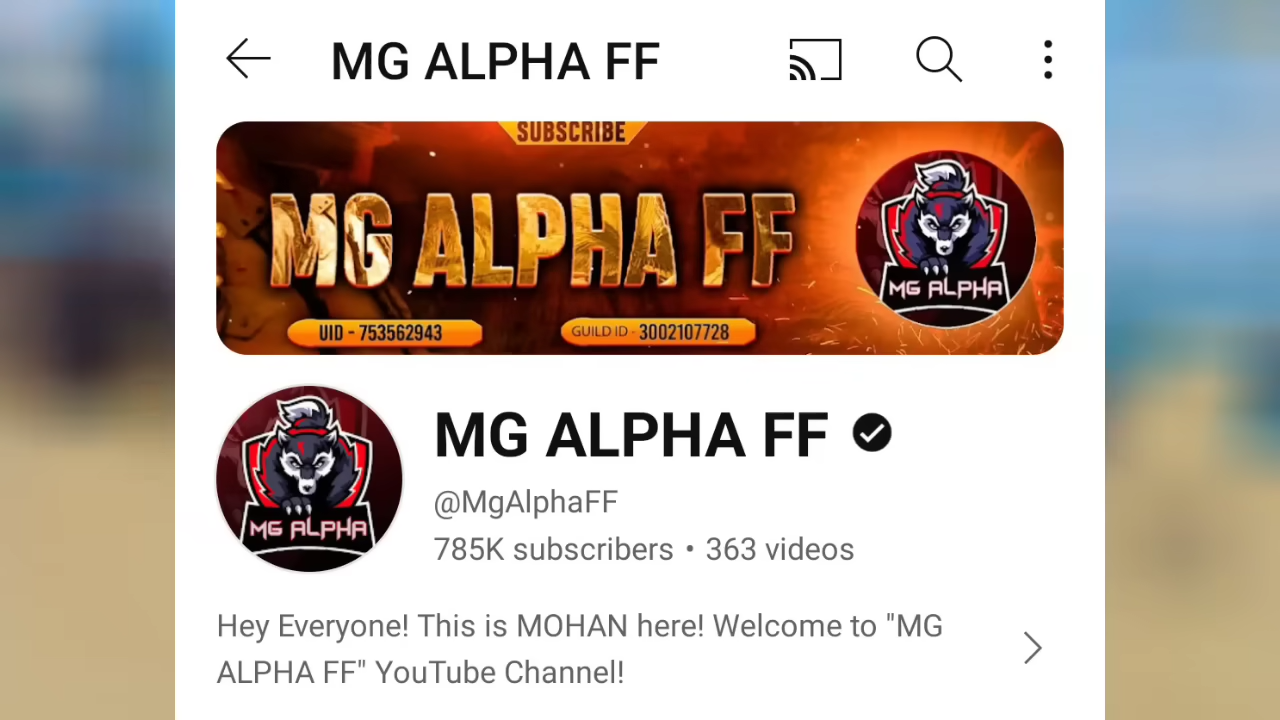 MG ALPHA FF
SUBSCRIBE
MG ALPHA FF
MG ALPHA
UID - 753562943
GUILD ID - 3002107728
MG ALPHA FF
@MgAlphaFF
785K subscribers • 363 videos
MG ALPHA
Hey Everyone! This is MOHAN here! Welcome to "MG
ALPHA FF" YouTube Channel!